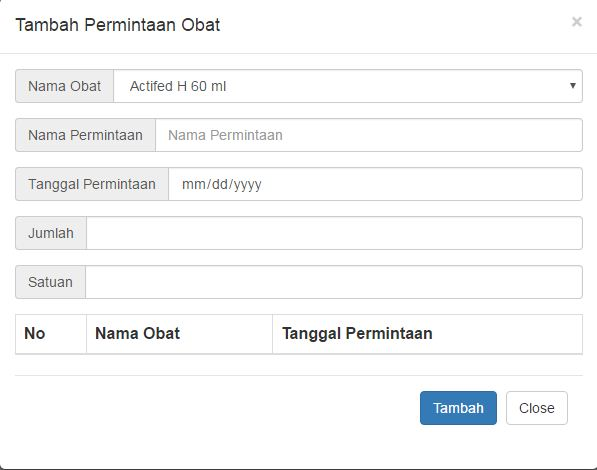 Tambah Permintaan Obat ×
Nama Obat Actifed H 60 ml
Nama Permintaan Nama Permintaan
Tanggal Permintaan mm/dd/yyyy
Jumlah
Satuan
No Nama Obat Tanggal Permintaan
Tambah Close